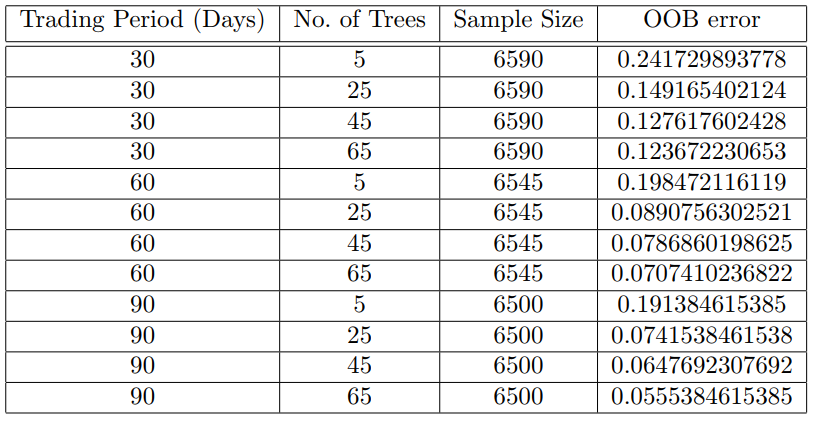 Trading Period (Days) No. of Trees Sample Size OOB error
30 5 6590 0.241729893778
30 25 6590 0.149165402124
30 45 6590 0.127617602428
30 65 6590 0.123672230653
60 5 6545 0.198472116119
60 25 6545 0.0890756302521
60 45 6545 0.0786860198625
60 65 6545 0.0707410236822
90 5 6500 0.191384615385
90 25 6500 0.0741538461538
90 45 6500 0.0647692307692
90 65 6500 0.0555384615385